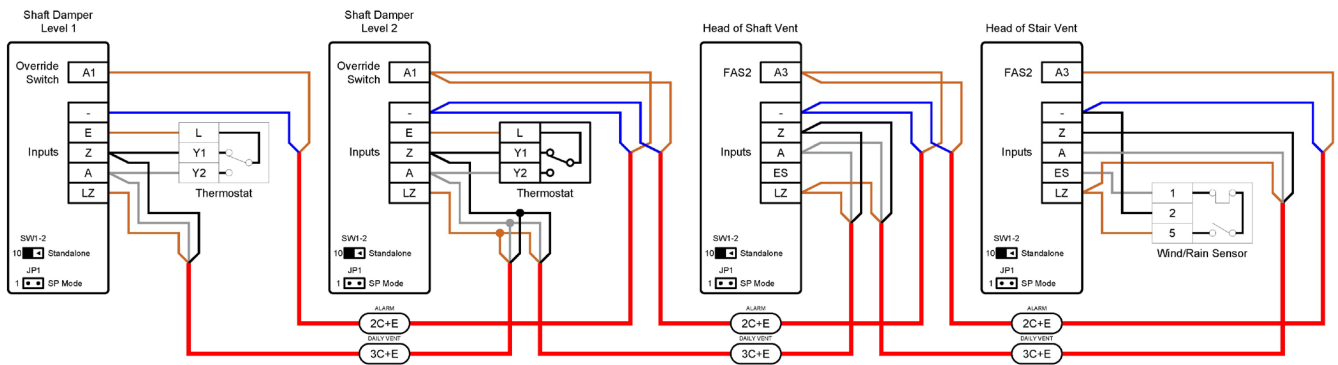 Shaft Damper
Level 1
Override
Switch
A1
-
E
Z
A
LZ
Inputs
L
Y1
Y2
Thermostat
SW1-2
10 Standalone
JP1
1 SP Mode
Shaft Damper
Level 2
Override
Switch
A1
-
E
Z
A
LZ
Inputs
L
Y1
Y2
Thermostat
SW1-2
10 Standalone
JP1
1 SP Mode
Head of Shaft Vent
FAS2
A3
-
Z
A
ES
LZ
Inputs
SW1-2
10 Standalone
JP1
1 SP Mode
Head of Stair Vent
FAS2
A3
-
Z
A
ES
LZ
Inputs
1
2
5
Wind/Rain Sensor
SW1-2
10 Standalone
JP1
1 SP Mode
ALARM
2C+E
DAILY VENT
3C+E
ALARM
2C+E
DAILY VENT
3C+E
ALARM
2C+E
DAILY VENT
3C+E